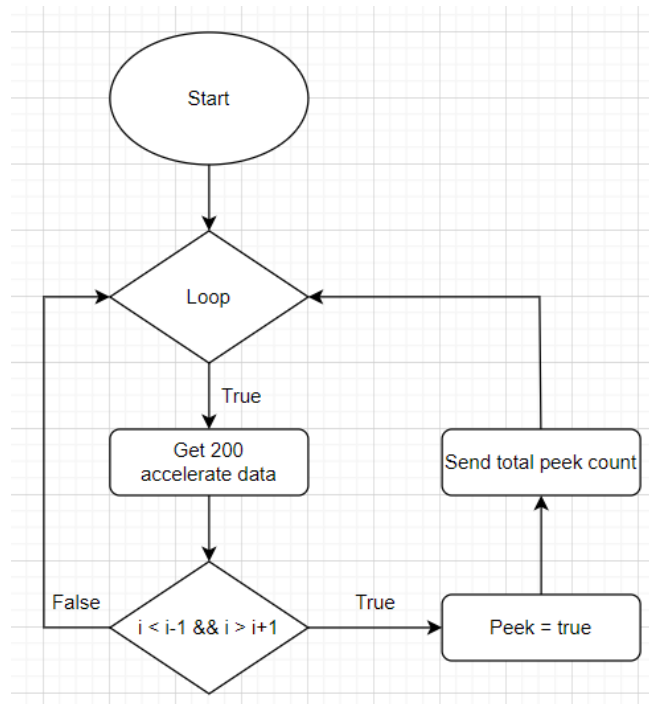 Start
Loop
True
Get 200
accelerate data
Send total peek count
False
i < i-1 && i > i+1
True
Peek = true